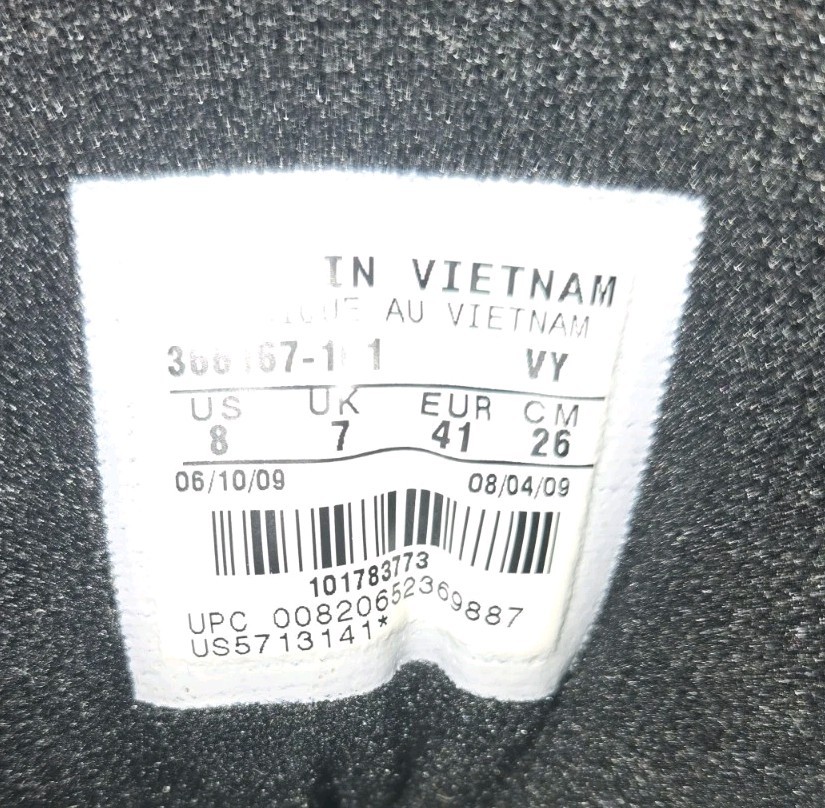 IN VIETNAM
AU VIETNAM
VY
US UK EUR CM
8 7 41 26
06/10/09 08/04/09
101783773
UPC 00820652369887
US5713141*